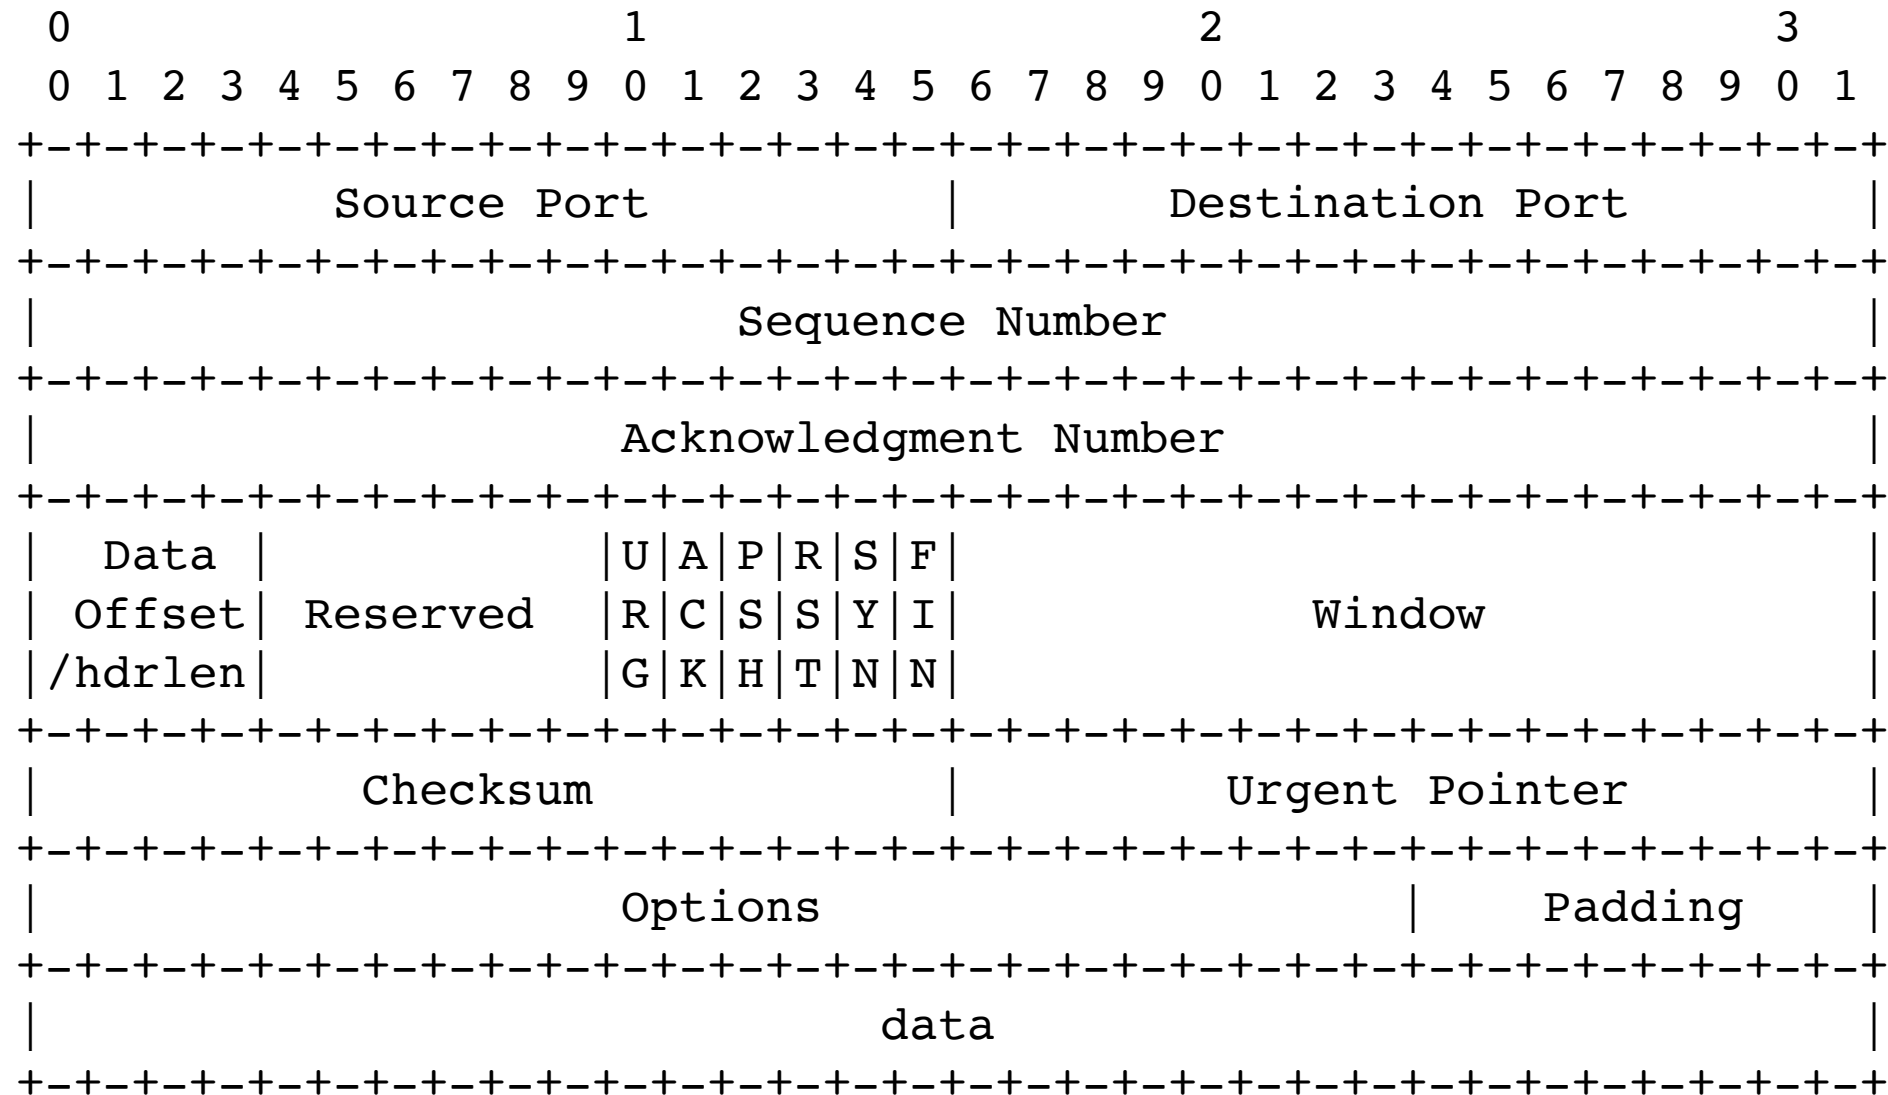 0                   1                   2                   3
 0 1 2 3 4 5 6 7 8 9 0 1 2 3 4 5 6 7 8 9 0 1 2 3 4 5 6 7 8 9 0 1
+-+-+-+-+-+-+-+-+-+-+-+-+-+-+-+-+-+-+-+-+-+-+-+-+-+-+-+-+-+-+-+-+
|          Source Port          |       Destination Port        |
+-+-+-+-+-+-+-+-+-+-+-+-+-+-+-+-+-+-+-+-+-+-+-+-+-+-+-+-+-+-+-+-+
|                        Sequence Number                        |
+-+-+-+-+-+-+-+-+-+-+-+-+-+-+-+-+-+-+-+-+-+-+-+-+-+-+-+-+-+-+-+-+
|                    Acknowledgment Number                      |
+-+-+-+-+-+-+-+-+-+-+-+-+-+-+-+-+-+-+-+-+-+-+-+-+-+-+-+-+-+-+-+-+
|  Data |           |U|A|P|R|S|F|                               |
| Offset| Reserved  |R|C|S|S|Y|I|            Window             |
|/hdrlen|           |G|K|H|T|N|N|                               |
+-+-+-+-+-+-+-+-+-+-+-+-+-+-+-+-+-+-+-+-+-+-+-+-+-+-+-+-+-+-+-+-+
|           Checksum            |         Urgent Pointer        |
+-+-+-+-+-+-+-+-+-+-+-+-+-+-+-+-+-+-+-+-+-+-+-+-+-+-+-+-+-+-+-+-+
|                    Options                    |    Padding    |
+-+-+-+-+-+-+-+-+-+-+-+-+-+-+-+-+-+-+-+-+-+-+-+-+-+-+-+-+-+-+-+-+
|                             data                              |
+-+-+-+-+-+-+-+-+-+-+-+-+-+-+-+-+-+-+-+-+-+-+-+-+-+-+-+-+-+-+-+-+